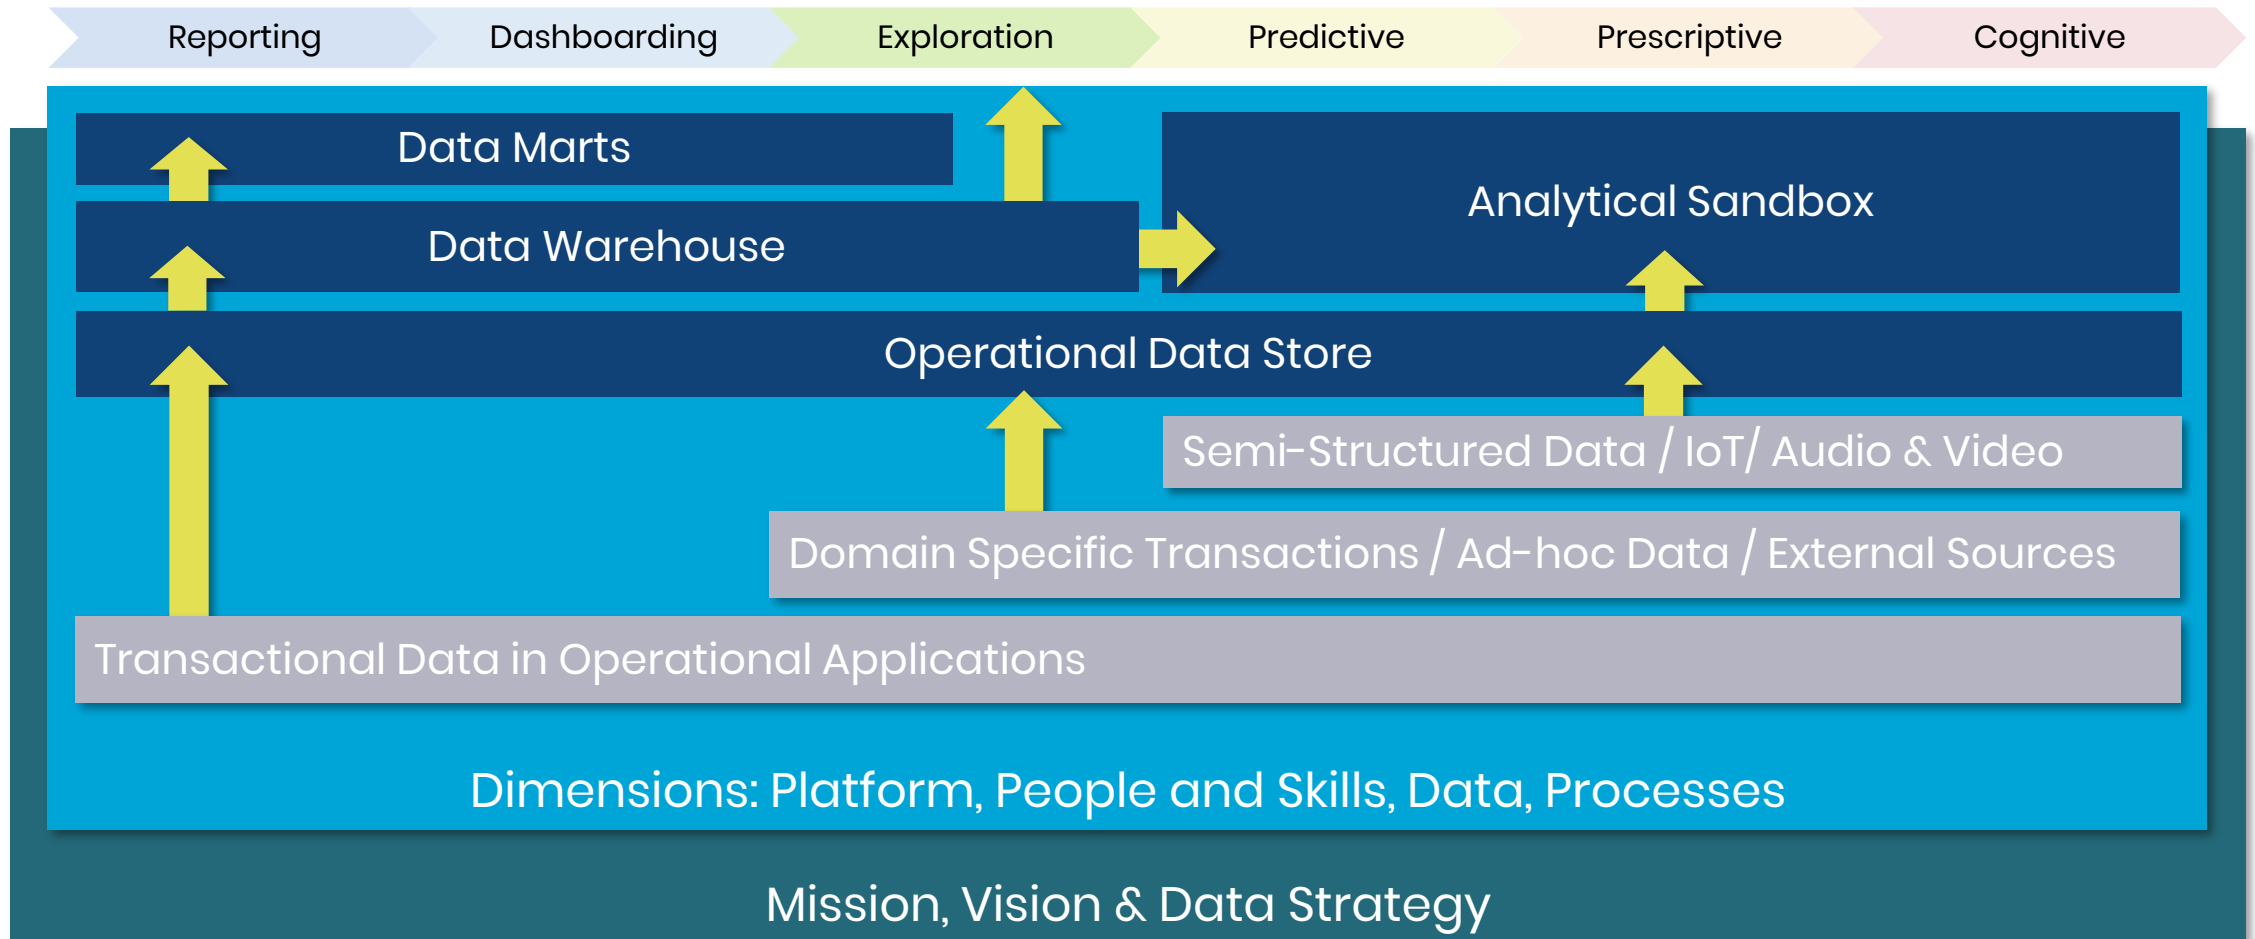 Reporting
Dashboarding
Exploration
Predictive
Prescriptive
Cognitive
Data Marts
Analytical Sandbox
Data Warehouse
Operational Data Store
Semi-Structured Data / IoT/ Audio & Video
Domain Specific Transactions / Ad-hoc Data / External Sources
Transactional Data in Operational Applications
Dimensions: Platform, People and Skills, Data, Processes
Mission, Vision & Data Strategy